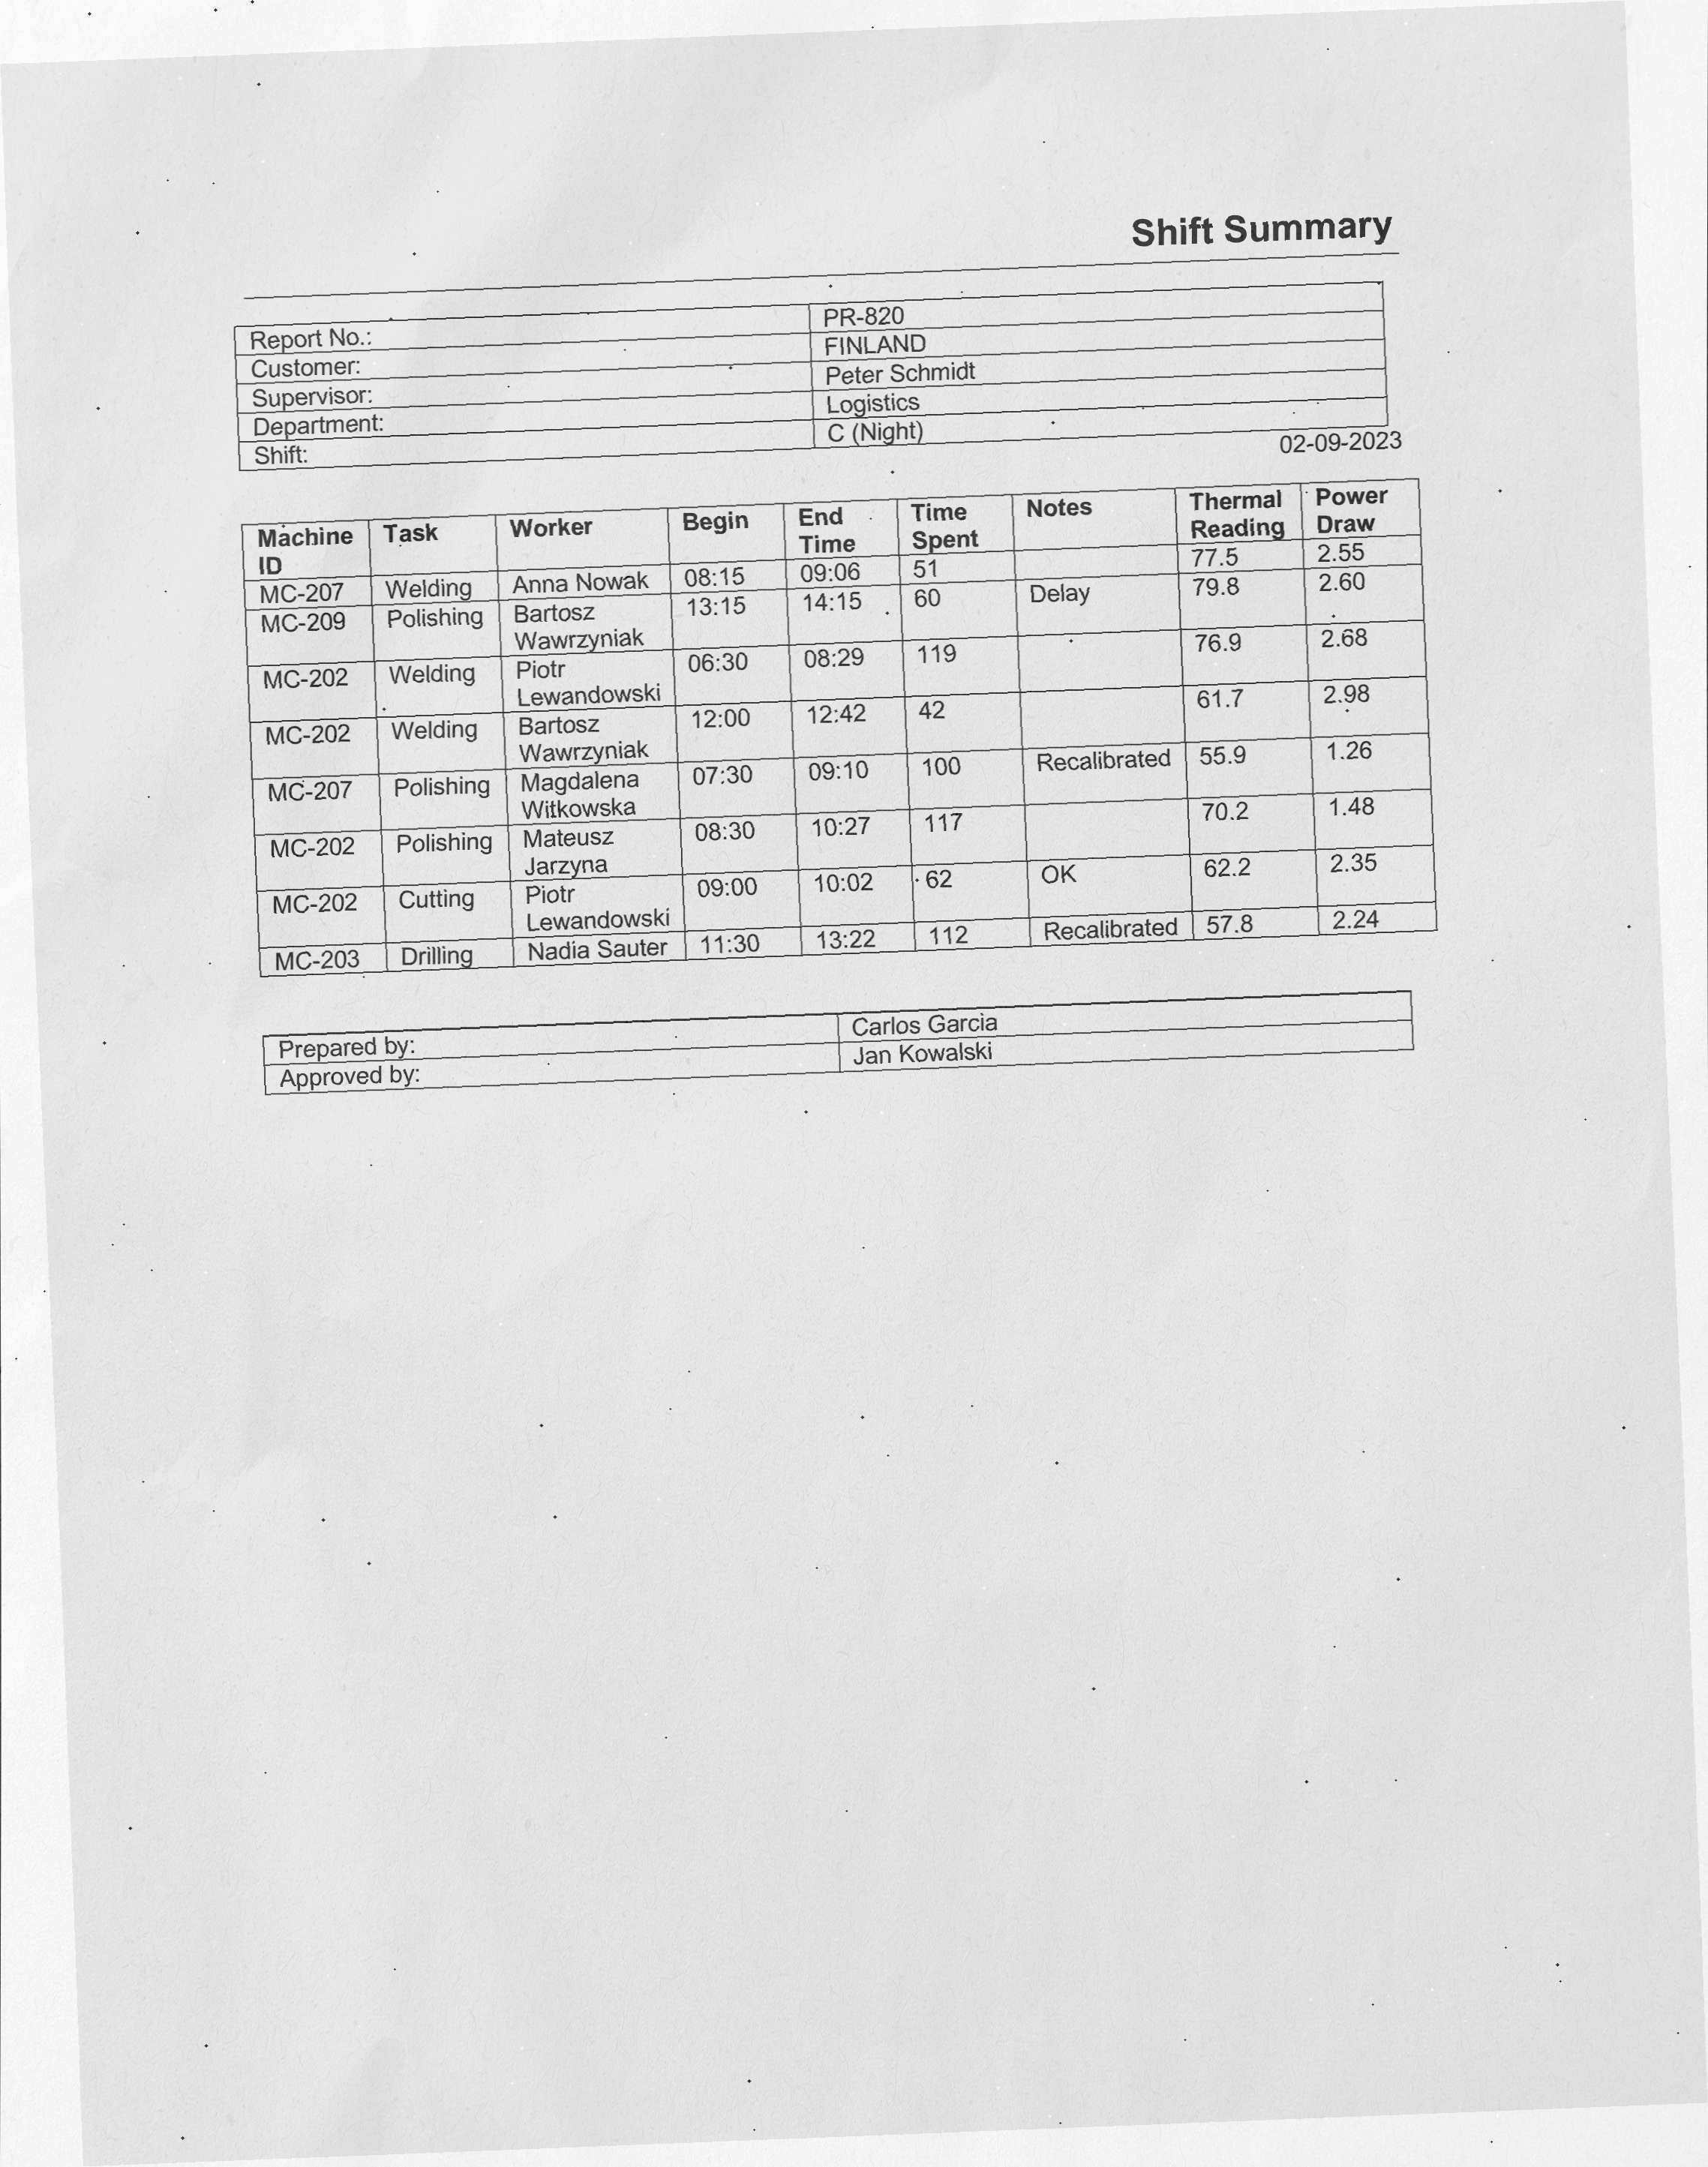 Shift Summary
Report No.: PR-820
Customer: FINLAND
Supervisor: Peter Schmidt
Department: Logistics
Shift: C (Night)
02-09-2023
Machine ID Task Worker Begin End Time Time Spent Notes Thermal Reading Power Draw
MC-207 Welding Anna Nowak 08:15 09:06 51 77.5 2.55
MC-209 Polishing Bartosz Wawrzyniak 13:15 14:15 60 Delay 79.8 2.60
MC-202 Welding Piotr Lewandowski 06:30 08:29 119 76.9 2.68
MC-202 Welding Bartosz Wawrzyniak 12:00 12:42 42 61.7 2.98
MC-207 Polishing Magdalena Witkowska 07:30 09:10 100 Recalibrated 55.9 1.26
MC-202 Polishing Mateusz Jarzyna 08:30 10:27 117 70.2 1.48
MC-202 Cutting Piotr Lewandowski 09:00 10:02 62 OK 62.2 2.35
MC-203 Drilling Nadia Sauter 11:30 13:22 112 Recalibrated 57.8 2.24
Prepared by: Carlos Garcia
Approved by: Jan Kowalski